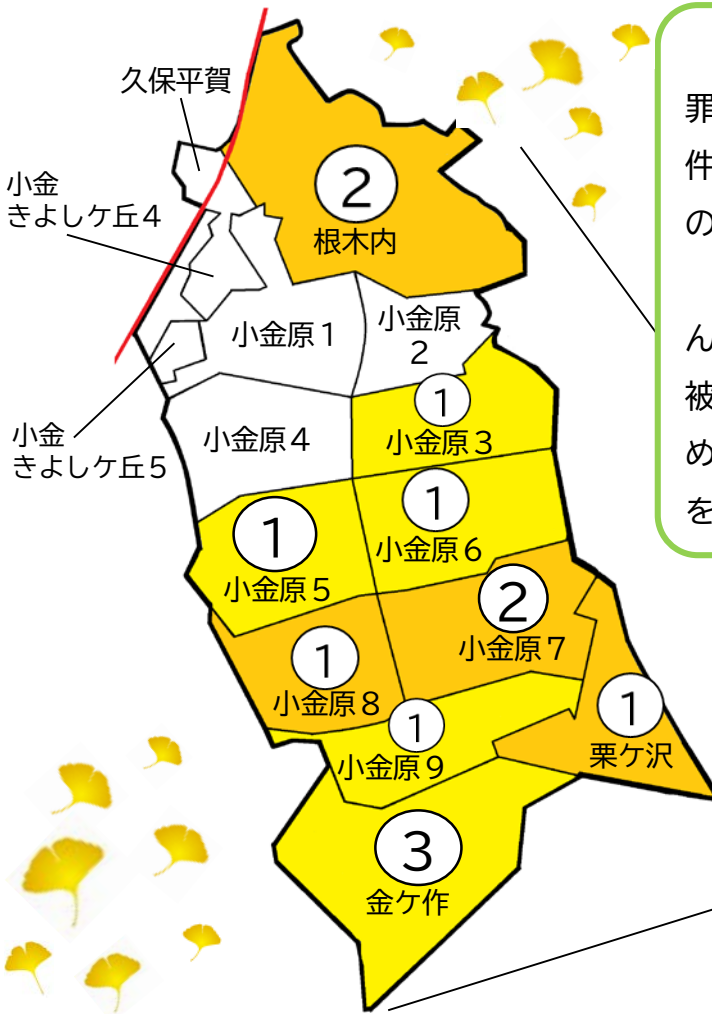 久保平賀
小金
きよしケ丘4
2
根木内
小金原1
小金原
2
小金
きよしケ丘5
小金原4
1
小金原3
1
小金原5
1
小金原6
2
小金原7
1
小金原8
1
小金原9
1
栗ケ沢
3
金ケ作
罪
件
の
ん
被
め
を